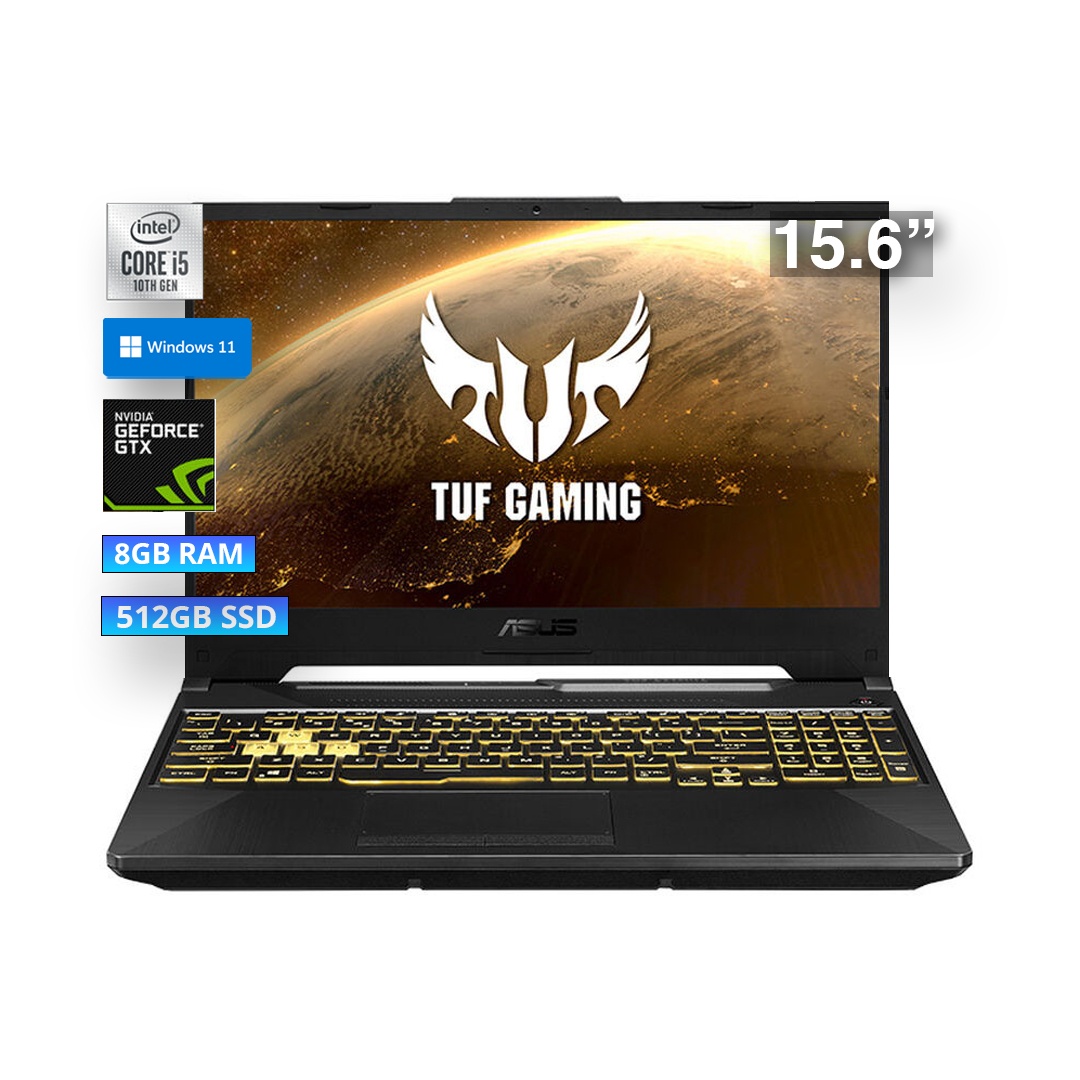 intel
CORE i5
10TH GEN
Windows 11
NVIDIA
GEFORCE
GTX
8GB RAM
512GB SSD
15.6”
TUF GAMING
ASUS